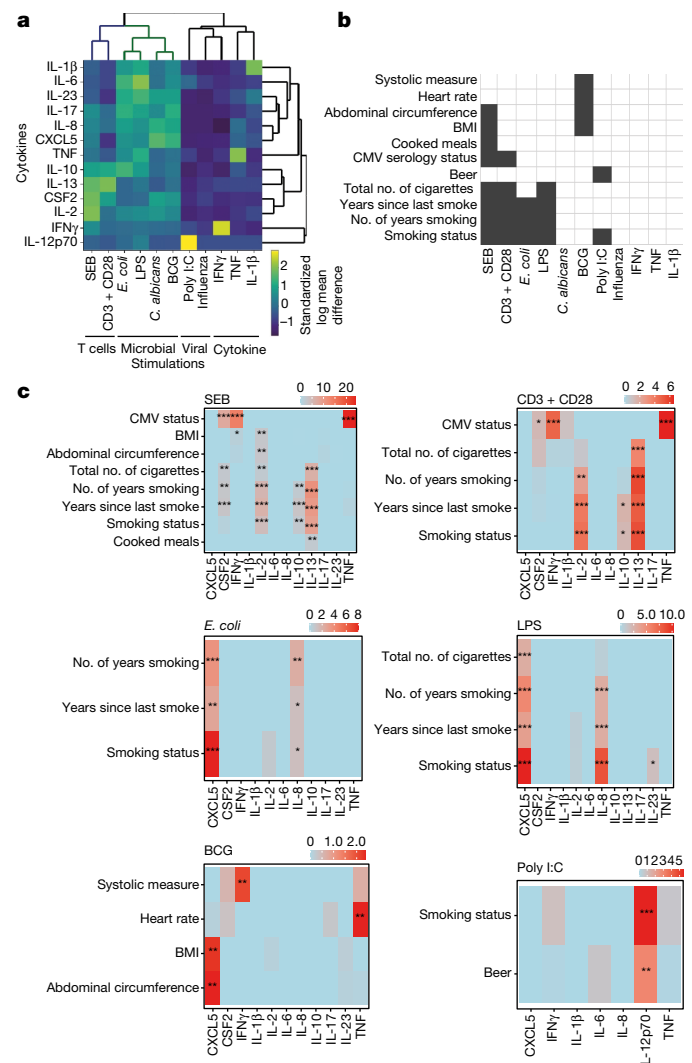 a
IL-1β
IL-6
IL-23
IL-17
IL-8
CXCL5
TNF
IL-10
IL-13
CSF2
IL-2
IFNγ
IL-12p70
Cytokines
SEB
CD3 + CD28
E. coli
LPS
C. albicans
BCG
Poly I:C
Influenza
IFNγ
TNF
IL-1β
T cells
Microbial
Viral
Cytokine
Stimulations
2
1
0
−1
Standardized
log mean
difference
b
Systolic measure
Heart rate
Abdominal circumference
BMI
Cooked meals
CMV serology status
Beer
Total no. of cigarettes
Years since last smoke
No. of years smoking
Smoking status
SEB
CD3 + CD28
E. coli
LPS
C. albicans
BCG
Poly I:C
Influenza
IFNγ
TNF
IL-1β
c
SEB
0 10 20
CMV status *** *** ***
BMI * **
Abdominal circumference **
Total no. of cigarettes ** ** ***
No. of years smoking ** *** ** ***
Years since last smoke *** *** *** ***
Smoking status *** ** ***
Cooked meals **
CXCL5
CSF2
IFNγ
IL-1β
IL-2
IL-6
IL-8
IL-10
IL-13
IL-17
IL-23
TNF
CD3 + CD28
0 2 4 6
CMV status * *** ***
Total no. of cigarettes ***
No. of years smoking ** ***
Years since last smoke *** * ***
Smoking status *** * ***
CXCL5
CSF2
IFNγ
IL-1β
IL-2
IL-6
IL-8
IL-10
IL-13
IL-17
TNF
E. coli
0 2 4 6 8
No. of years smoking *** **
Years since last smoke ** *
Smoking status *** *
CXCL5
CSF2
IFNγ
IL-1β
IL-2
IL-6
IL-8
IL-10
IL-17
IL-23
TNF
LPS
0 5.0 10.0
Total no. of cigarettes ***
No. of years smoking *** ***
Years since last smoke *** ***
Smoking status *** *** *
CXCL5
CSF2
IFNγ
IL-1β
IL-2
IL-6
IL-8
IL-10
IL-13
IL-17
IL-23
TNF
BCG
0 1.0 2.0
Systolic measure **
Heart rate **
BMI **
Abdominal circumference **
CXCL5
CSF2
IFNγ
IL-1β
IL-2
IL-6
IL-8
IL-10
IL-17
IL-23
TNF
Poly I:C
0 1 2 3 4 5
Smoking status ***
Beer **
CXCL5
IFNγ
IL-1β
IL-6
IL-8
IL-12p70
TNF